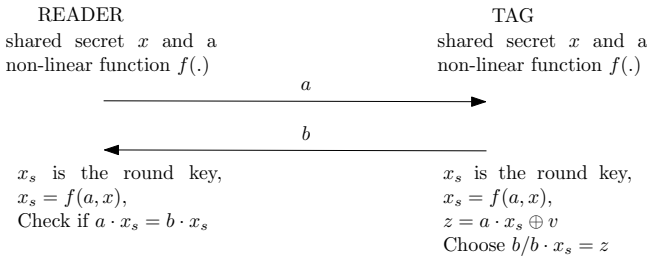 READER
shared secret x and a
non-linear function f(.)
TAG
shared secret x and a
non-linear function f(.)
a
b
x_s is the round key,
x_s = f(a, x),
Check if a · x_s = b · x_s
x_s is the round key,
x_s = f(a, x),
z = a · x_s ⊕ v
Choose b/b · x_s = z